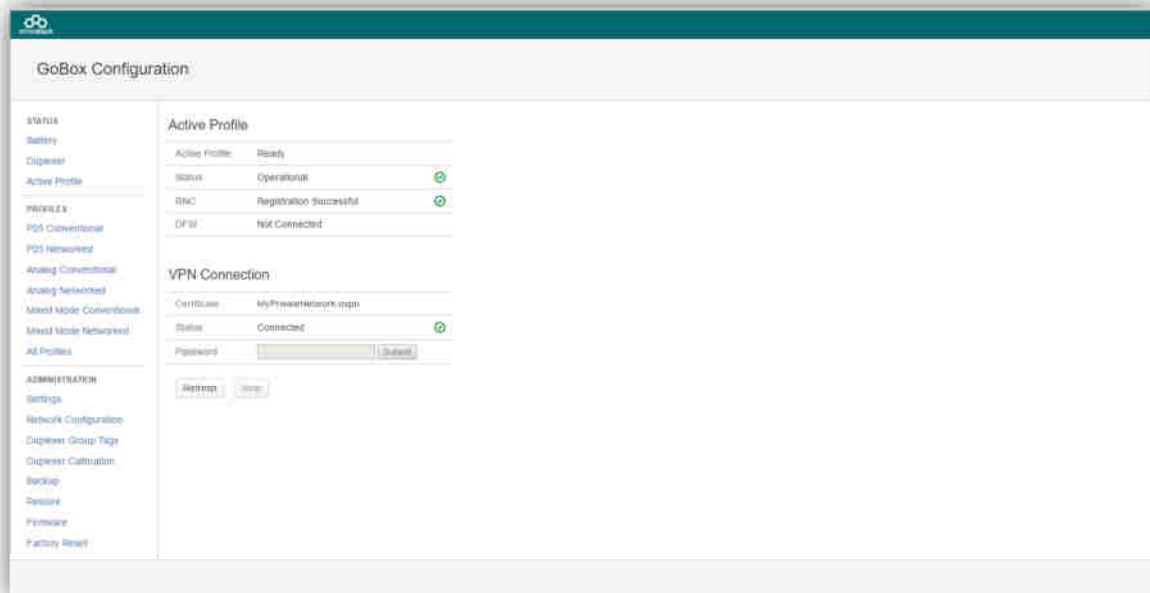 GoBox Configuration
STATUS
Battery
Duplexer
Active Profile
PROFILES
P25 Conventional
P25 Networked
Analog Conventional
Analog Networked
Mixed Mode Conventional
Mixed Mode Networked
All Profiles
ADMINISTRATION
Settings
Network Configuration
Duplexer Group Tags
Duplexer Calibration
Backup
Restore
Firmware
Factory Reset
Active Profile
Active Profile Ready
Status Operational
RNC Registration Successful
DFSI Not Connected
VPN Connection
Certificate MyPrivateNetwork.ovpn
Status Connected
Password Submit
Refresh Stop